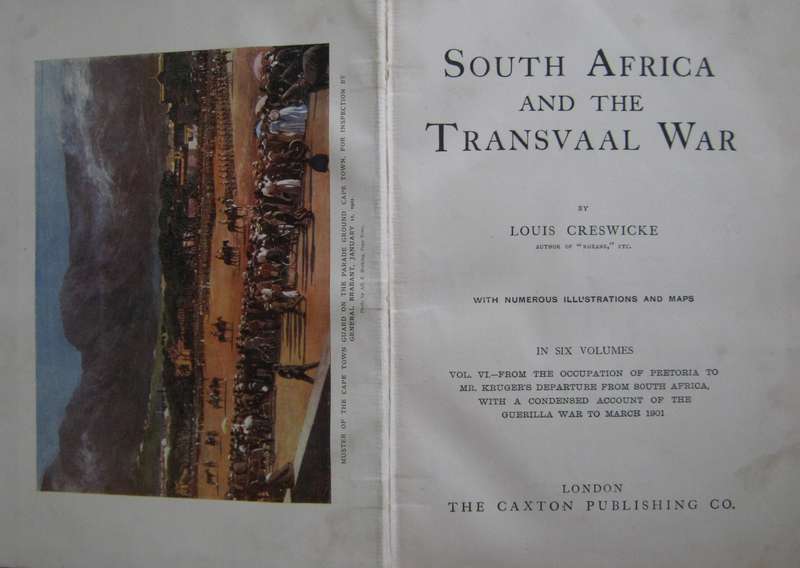 MUSTER OF THE CAPE TOWN GUARD ON THE PARADE GROUND CAPE TOWN, FOR INSPECTION BY
GENERAL BRABANT, JANUARY 12, 1901.
SOUTH AFRICA
AND THE
TRANSVAAL WAR
BY
LOUIS CRESWICKE
AUTHOR OF "ROXANE," ETC.
WITH NUMEROUS ILLUSTRATIONS AND MAPS
IN SIX VOLUMES
VOL. VI.—FROM THE OCCUPATION OF PRETORIA TO
MR. KRUGER'S DEPARTURE FROM SOUTH AFRICA,
WITH A CONDENSED ACCOUNT OF THE
GUERILLA WAR TO MARCH 1901
LONDON
THE CAXTON PUBLISHING CO.